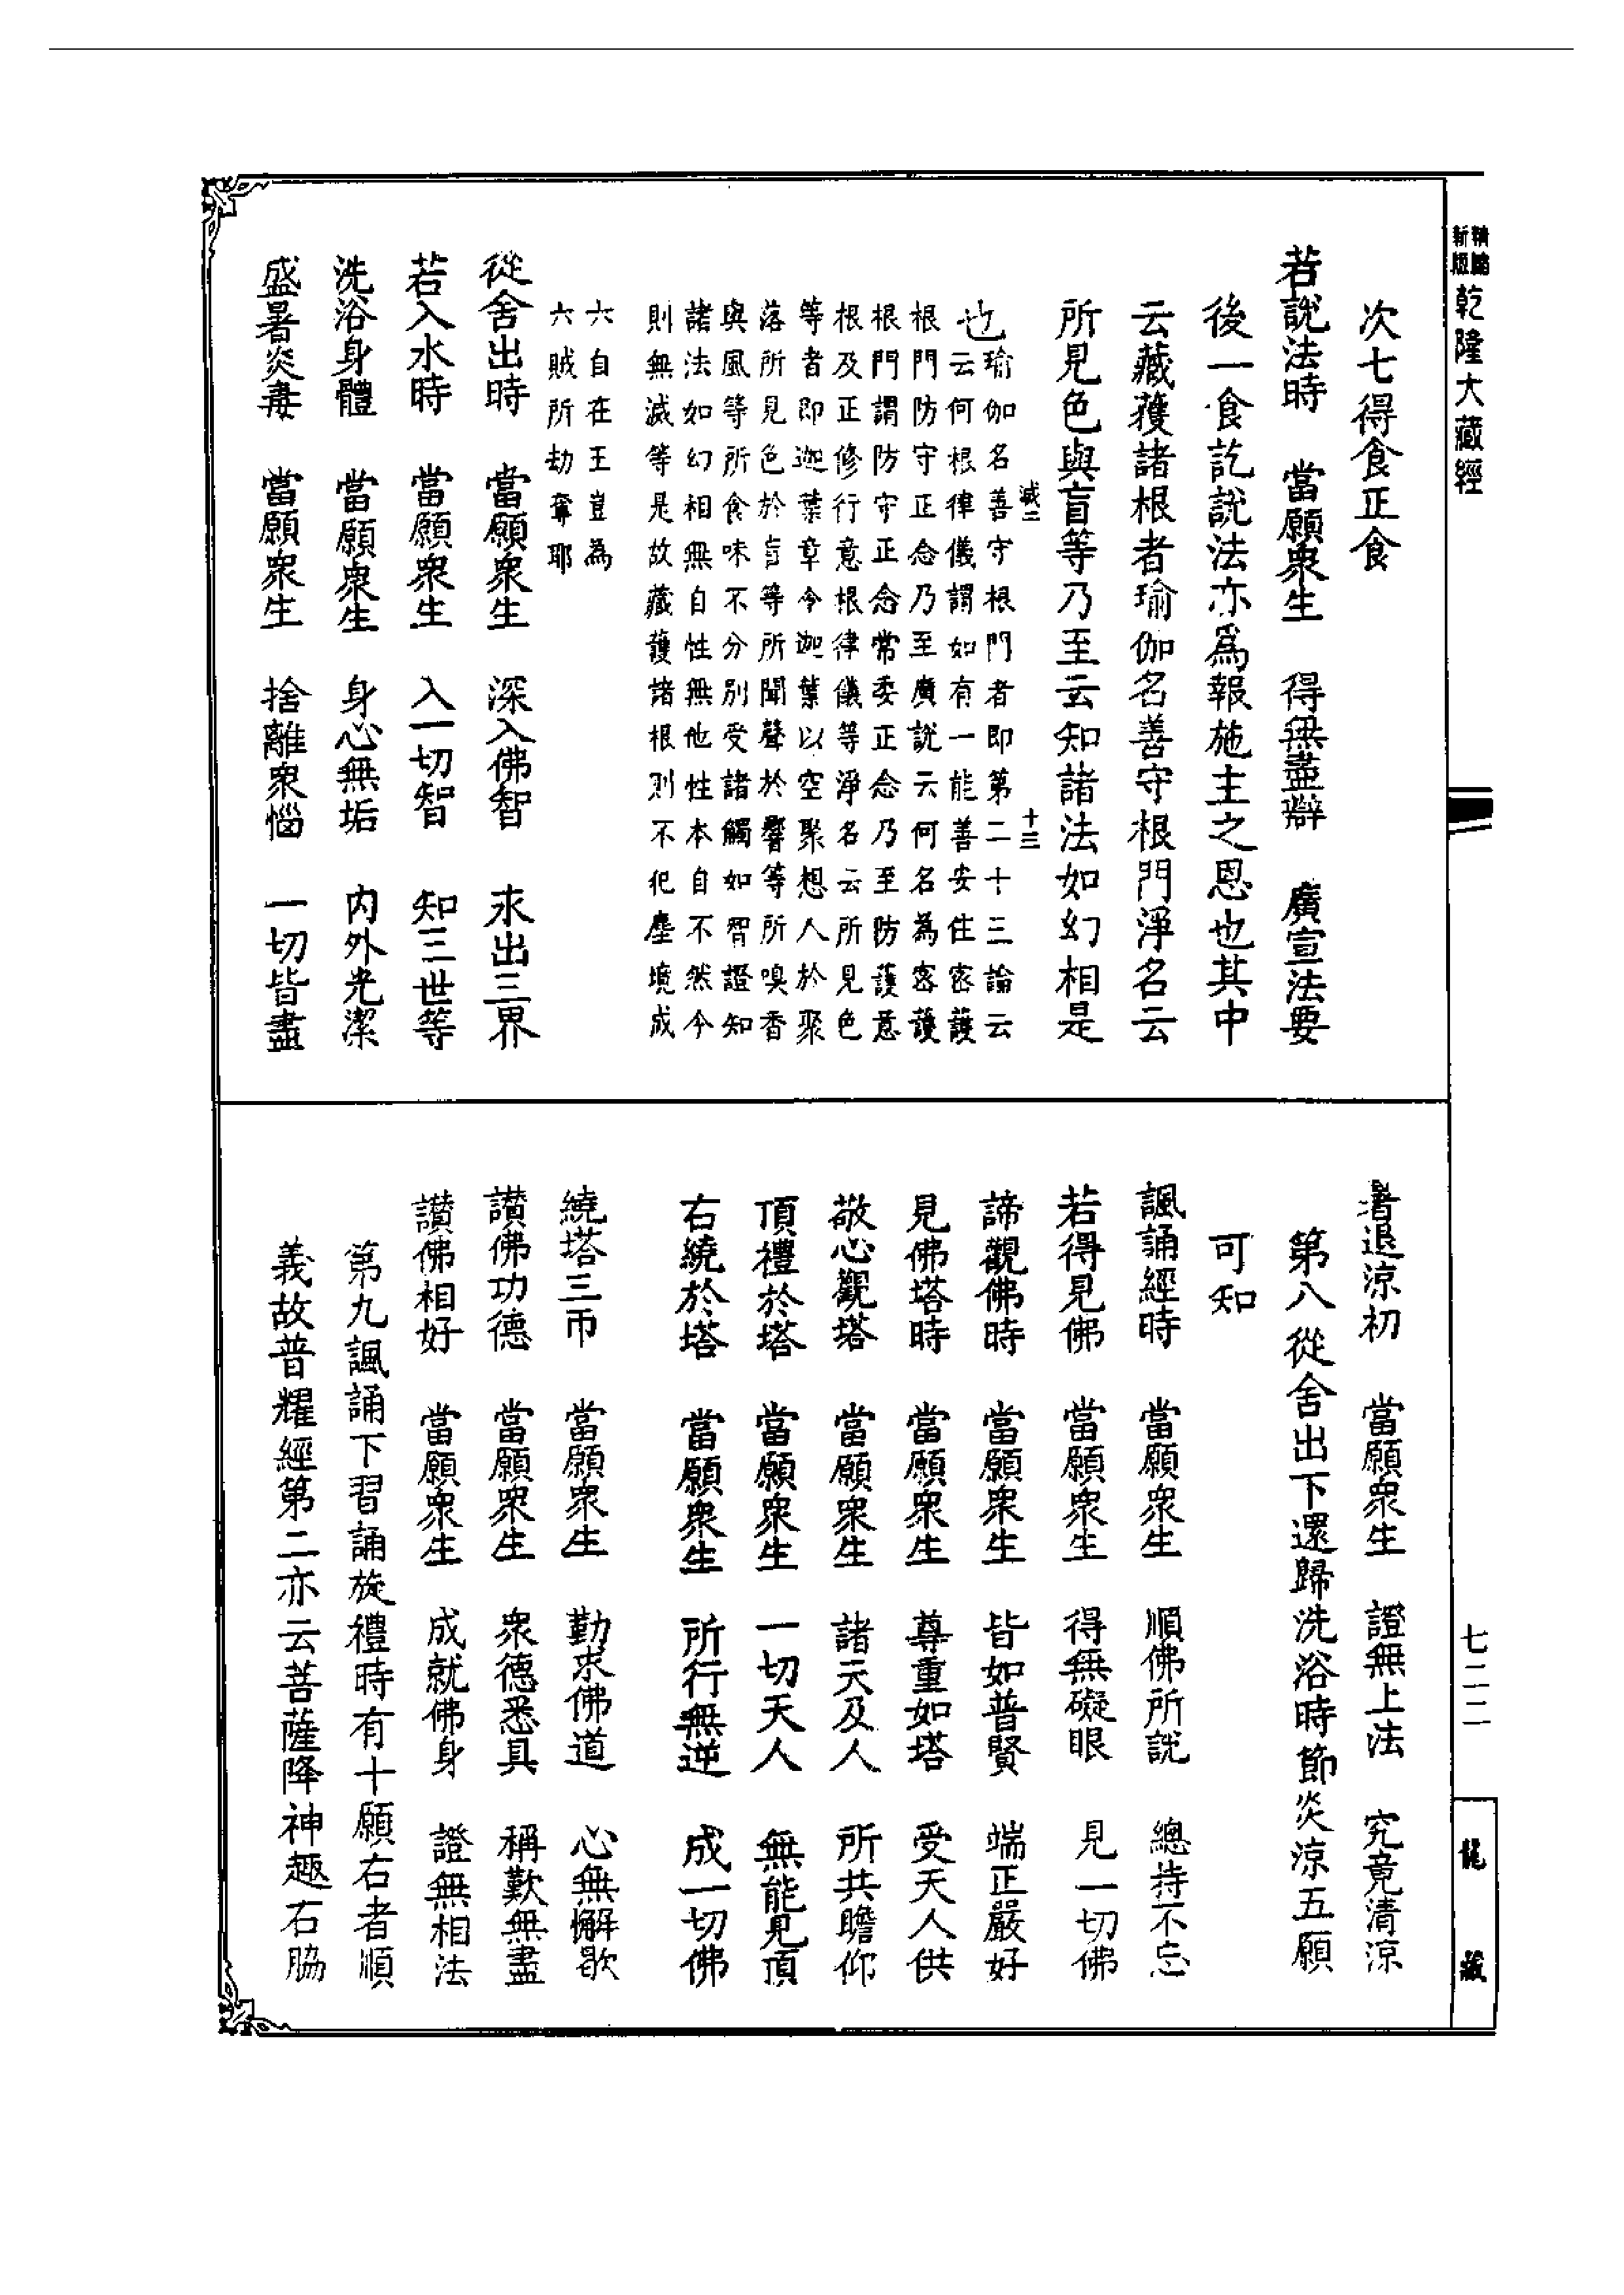 新編縮版
乾隆大藏經
次七得食正食
若說法時　當願衆生　得無盡辯　廣宣法要
後一食訖說法亦爲報施主之恩也其中
云藏護諸根者瑜伽名善守根門淨名云
所見色與盲等乃至云知諸法如幻相是
滅二　十三
也瑜伽名善守根門者即第二十三論云
云何根律儀謂如有一能善安住密護
根門防守正念乃至廣說云何名為密護
根門謂防守正念常委正念乃至防護意
根及正修行意根律儀等淨名云所見色
等者即迦葉章令迦葉以空聚想入於聚
落所見色於盲等所聞聲於響等所嗅香
與風等所食味不分別受諸觸如智證知
諸法如幻相無自性無他性本自不然今
則無滅等是故藏護諸根則不犯塵境成
六自在王豈為
六賊所劫奪耶
從舍出時　當願衆生　深入佛智　永出三界
若入水時　當願衆生　入一切智　知三世等
洗浴身體　當願衆生　身心無垢　內外光潔
盛暑炎毒　當願衆生　捨離衆惱　一切皆盡
暑退涼初　當願衆生　證無上法　究竟清涼
第八從舍出下還歸洗浴時節炎涼五願
可知
諷誦經時　當願衆生　順佛所說　總持不忘
若得見佛　當願衆生　得無礙眼　見一切佛
諦觀佛時　當願衆生　皆如普賢　端正嚴好
見佛塔時　當願衆生　尊重如塔　受天人供
敬心觀塔　當願衆生　諸天及人　所共瞻仰
頂禮於塔　當願衆生　一切天人　無能見頂
右繞於塔　當願衆生　所行無逆　成一切佛
繞塔三帀　當願衆生　勤求佛道　心無懈歇
讚佛功德　當願衆生　衆德悉具　稱歎無盡
讚佛相好　當願衆生　成就佛身　證無相法
第九諷誦下習誦旋禮時有十願右者順
義故普耀經第二亦云菩薩降神趣右脇
七二二
龍藏